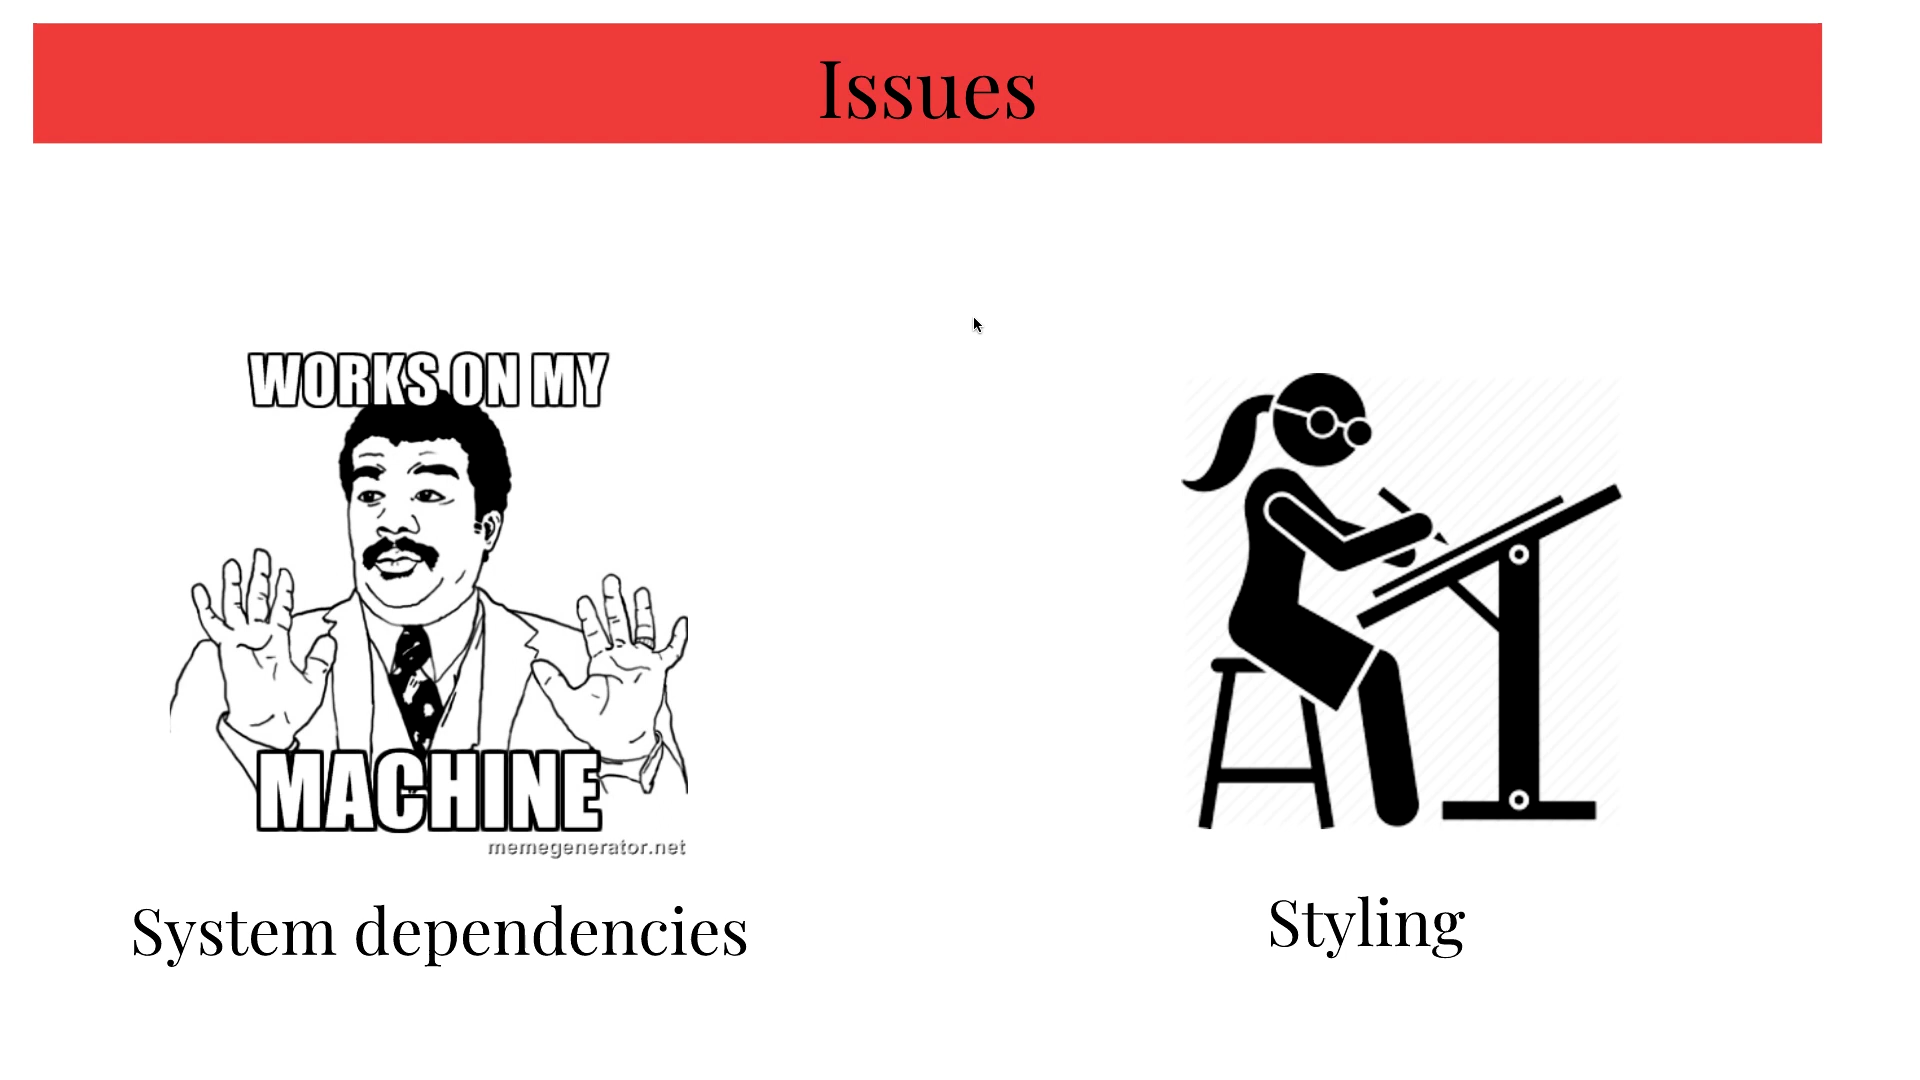 Issues
WORKS ON MY
MACHINE
memegenerator.net
System dependencies
Styling